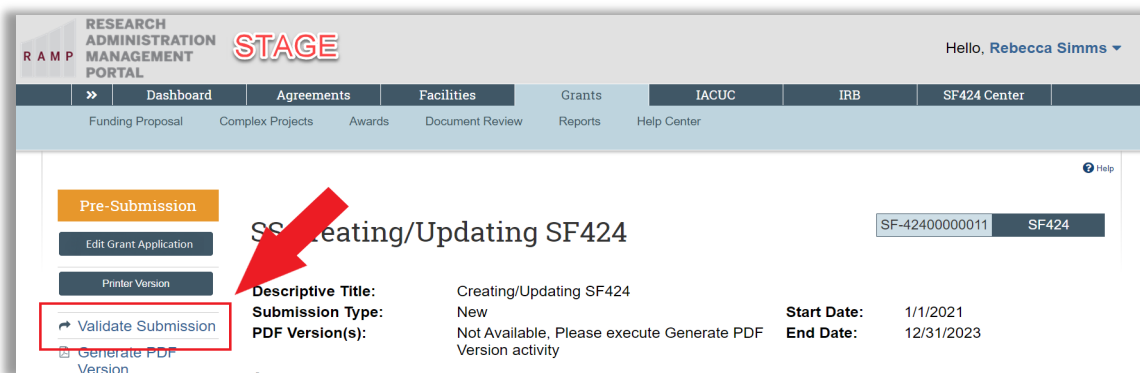 RAMP RESEARCH
ADMINISTRATION
MANAGEMENT
PORTAL
STAGE
Hello, Rebecca Simms
» Dashboard Agreements Facilities Grants IACUC IRB SF424 Center
Funding Proposal Complex Projects Awards Document Review Reports Help Center
Help
Pre-Submission
Edit Grant Application
Printer Version
Validate Submission
Generate PDF
Version
Creating/Updating SF424
SF-42400000011 SF424
Descriptive Title: Creating/Updating SF424
Submission Type: New Start Date: 1/1/2021
PDF Version(s): Not Available, Please execute Generate PDF End Date: 12/31/2023
Version activity